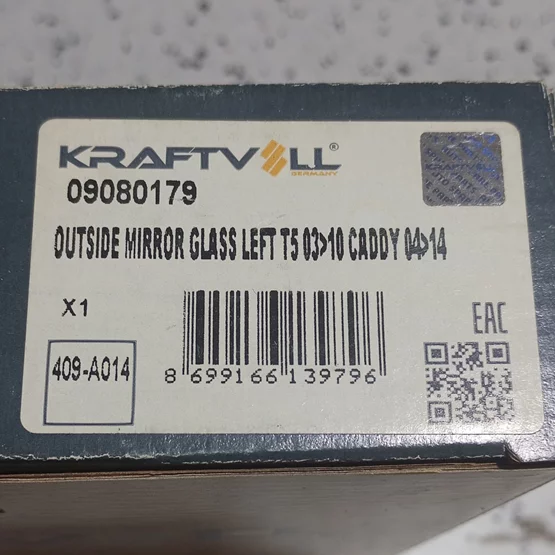 KRAFTVOLL®
GERMANY
09080179
OUTSIDE MIRROR GLASS LEFT T5 03>10 CADDY 04>14
X1
409-A014
8 699166 139796
EAC